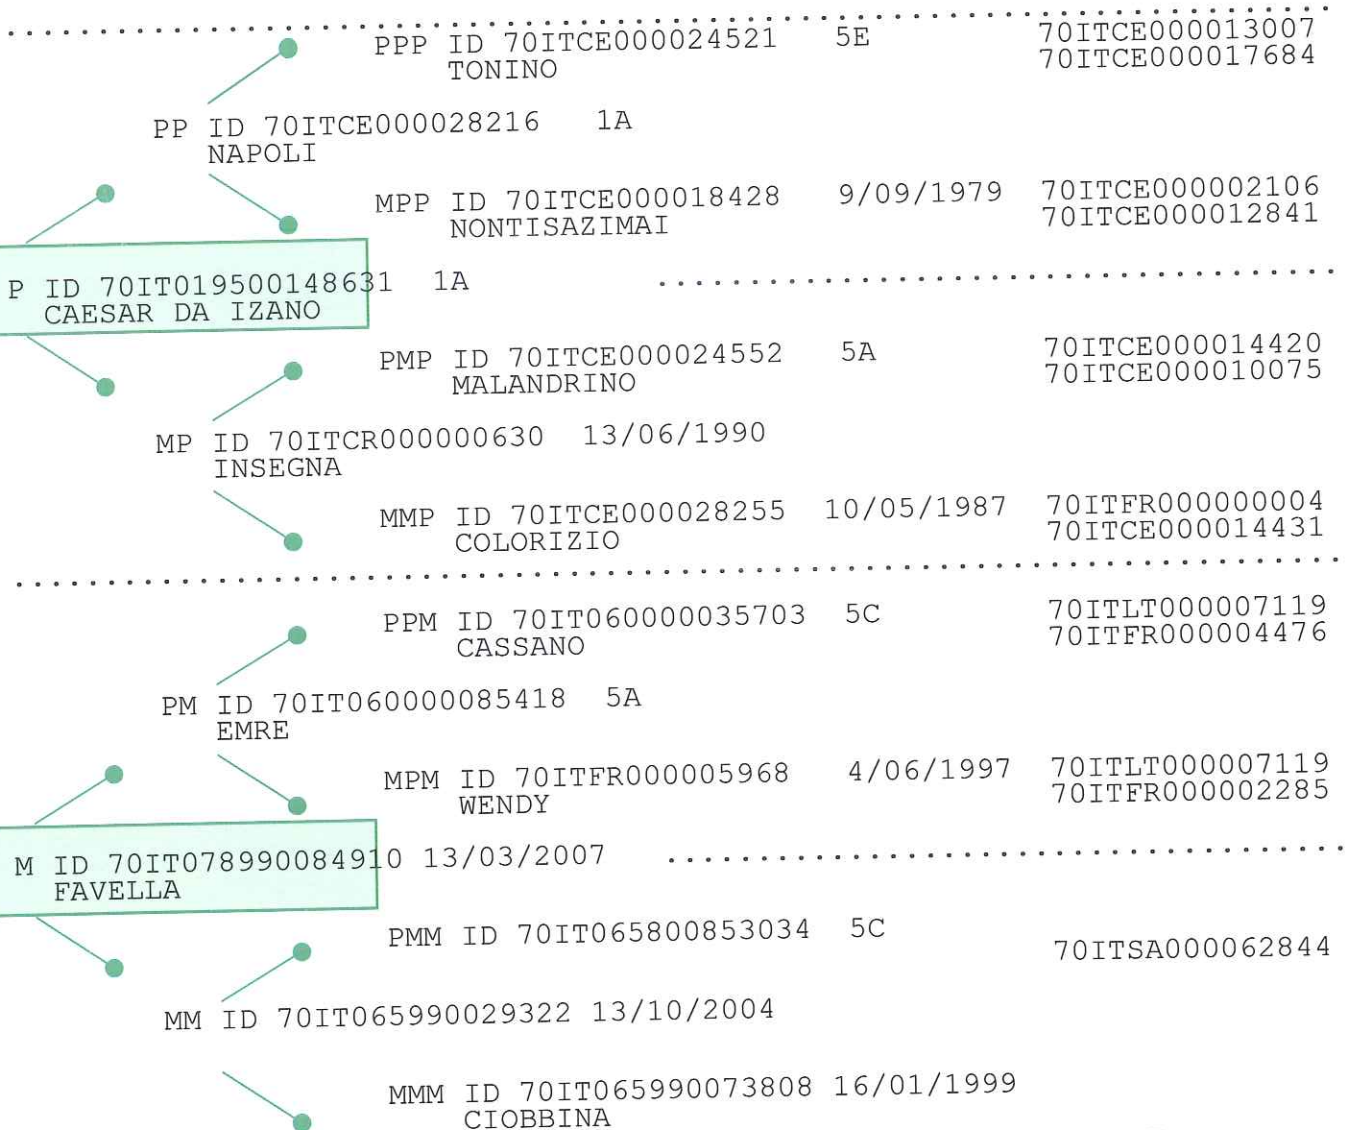 PPP ID 70ITCE000024521 5E 70ITCE000013007
TONINO 70ITCE000017684
PP ID 70ITCE000028216 1A
NAPOLI
MPP ID 70ITCE000018428 9/09/1979 70ITCE000002106
NONTISAZIMAI 70ITCE000012841
P ID 70IT019500148631 1A
CAESAR DA IZANO
PMP ID 70ITCE000024552 5A 70ITCE000014420
MALANDRINO 70ITCE000010075
MP ID 70ITCR000000630 13/06/1990
INSEGNA
MMP ID 70ITCE000028255 10/05/1987 70ITFR000000004
COLORIZIO 70ITCE000014431
PPM ID 70IT060000035703 5C 70ITLT000007119
CASSANO 70ITFR000004476
PM ID 70IT060000085418 5A
EMRE
MPM ID 70ITFR000005968 4/06/1997 70ITLT000007119
WENDY 70ITFR000002285
M ID 70IT078990084910 13/03/2007
FAVELLA
PMM ID 70IT065800853034 5C
70ITSA000062844
MM ID 70IT065990029322 13/10/2004
MMM ID 70IT065990073808 16/01/1999
CIOBBINA